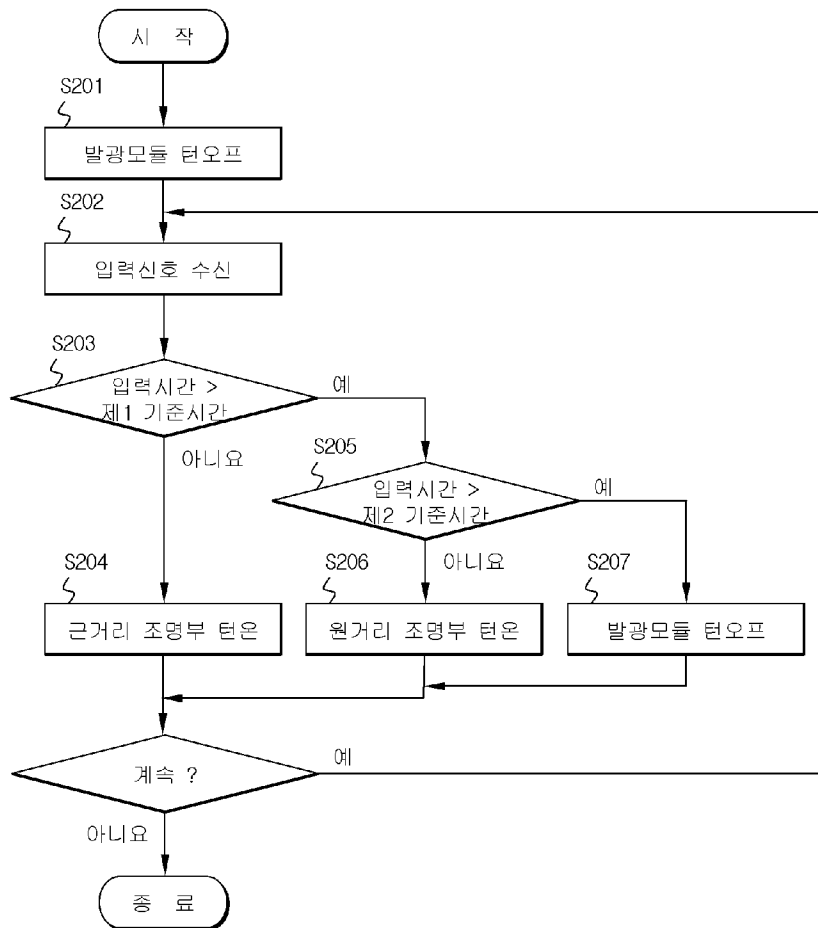 시 작
S201
발광모듈 턴오프
S202
입력신호 수신
S203
입력시간 >
제1 기준시간
예
아니요
S205
입력시간 >
제2 기준시간
예
아니요
S204
근거리 조명부 턴온
S206
원거리 조명부 턴온
S207
발광모듈 턴오프
계속 ?
예
아니요
종 료